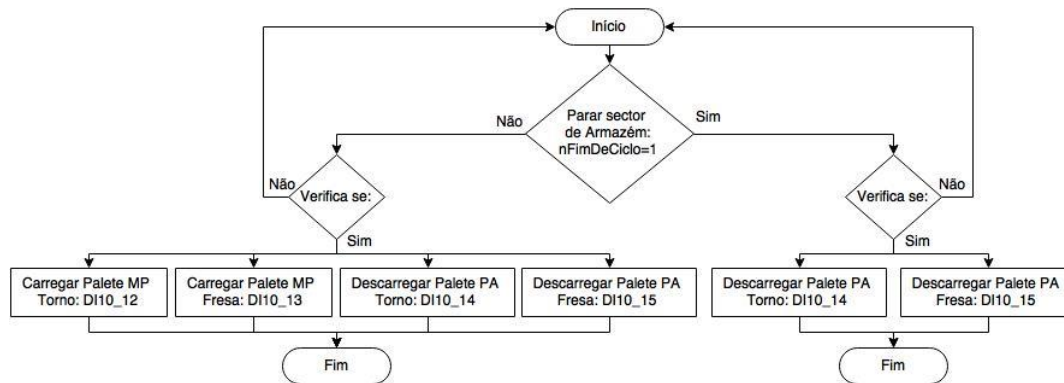 Início
Parar sector
de Armazém:
nFimDeCiclo=1
Não
Sim
Não
Verifica se:
Sim
Verifica se:
Não
Sim
Carregar Palete MP
Torno: DI10_12
Carregar Palete MP
Fresa: DI10_13
Descarregar Palete PA
Torno: DI10_14
Descarregar Palete PA
Fresa: DI10_15
Descarregar Palete PA
Torno: DI10_14
Descarregar Palete PA
Fresa: DI10_15
Fim
Fim